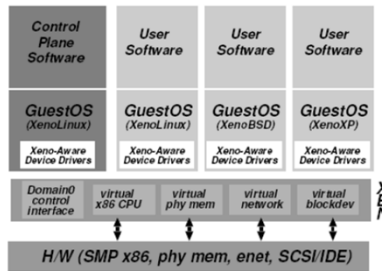 Control
Plane
Software
User
Software
User
Software
User
Software
GuestOS
(XenoLinux)
Xeno-Aware
Device Drivers
GuestOS
(XenoLinux)
Xeno-Aware
Device Drivers
GuestOS
(XenoBSD)
Xeno-Aware
Device Drivers
GuestOS
(XenoXP)
Xeno-Aware
Device Drivers
Domain0
control
interface
virtual
x86 CPU
virtual
phy mem
virtual
network
virtual
blockdev
H/W (SMP x86, phy mem, enet, SCSI/IDE)